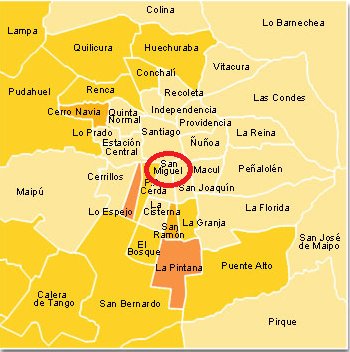 Colina
Lampa
Lo Barnechea
Quilicura
Huechuraba
Vitacura
Conchalí
Pudahuel
Renca
Recoleta
Las Condes
Cerro Navia
Quinta
Normal
Independencia
Providencia
Lo Prado
Santiago
La Reina
Estación
Central
Ñuñoa
San
Miguel
Macul
Peñalolén
Cerrillos
Maipú
Cerda
San Joaquín
Lo Espejo
La
Cisterna
La Florida
La Granja
San
Ramón
San José
de Maipo
El
Bosque
La Pintana
Puente Alto
Calera
de Tango
San Bernardo
Pirque